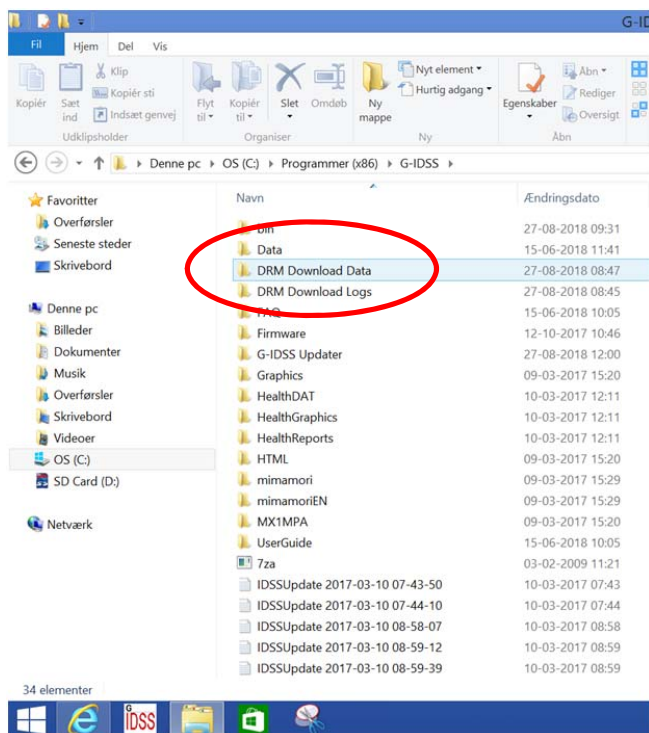 G-ID
Fil Hjem Del Vis
Kopiér
Sæt ind
Klip
Kopiér sti
Indsæt genvej
Flyt til
Kopiér til
Slet
Omdøb
Ny mappe
Nyt element
Hurtig adgang
Egenskaber
Åbn
Rediger
Oversigt
Udklipsholder Organiser Ny Åbn
Denne pc OS (C:) Programmer (x86) G-IDSS
Favoritter
Overførsler
Seneste steder
Skrivebord
Denne pc
Billeder
Dokumenter
Musik
Overførsler
Skrivebord
Videoer
OS (C:)
SD Card (D:)
Netværk
Navn Ændringsdato
bin 27-08-2018 09:31
Data 15-06-2018 11:41
DRM Download Data 27-08-2018 08:47
DRM Download Logs 27-08-2018 08:45
FAQ 15-06-2018 10:05
Firmware 12-10-2017 10:46
G-IDSS Updater 27-08-2018 12:00
Graphics 09-03-2017 15:20
HealthDAT 10-03-2017 12:11
HealthGraphics 10-03-2017 12:11
HealthReports 10-03-2017 12:11
HTML 09-03-2017 15:20
mimamori 09-03-2017 15:29
mimamoriEN 09-03-2017 15:29
MX1MPA 09-03-2017 15:20
UserGuide 15-06-2018 10:05
7za 03-02-2009 11:21
IDSSUpdate 2017-03-10 07-43-50 10-03-2017 07:43
IDSSUpdate 2017-03-10 07-44-10 10-03-2017 07:44
IDSSUpdate 2017-03-10 08-58-07 10-03-2017 08:58
IDSSUpdate 2017-03-10 08-59-12 10-03-2017 08:59
IDSSUpdate 2017-03-10 08-59-39 10-03-2017 08:59
34 elementer
G
IDSS